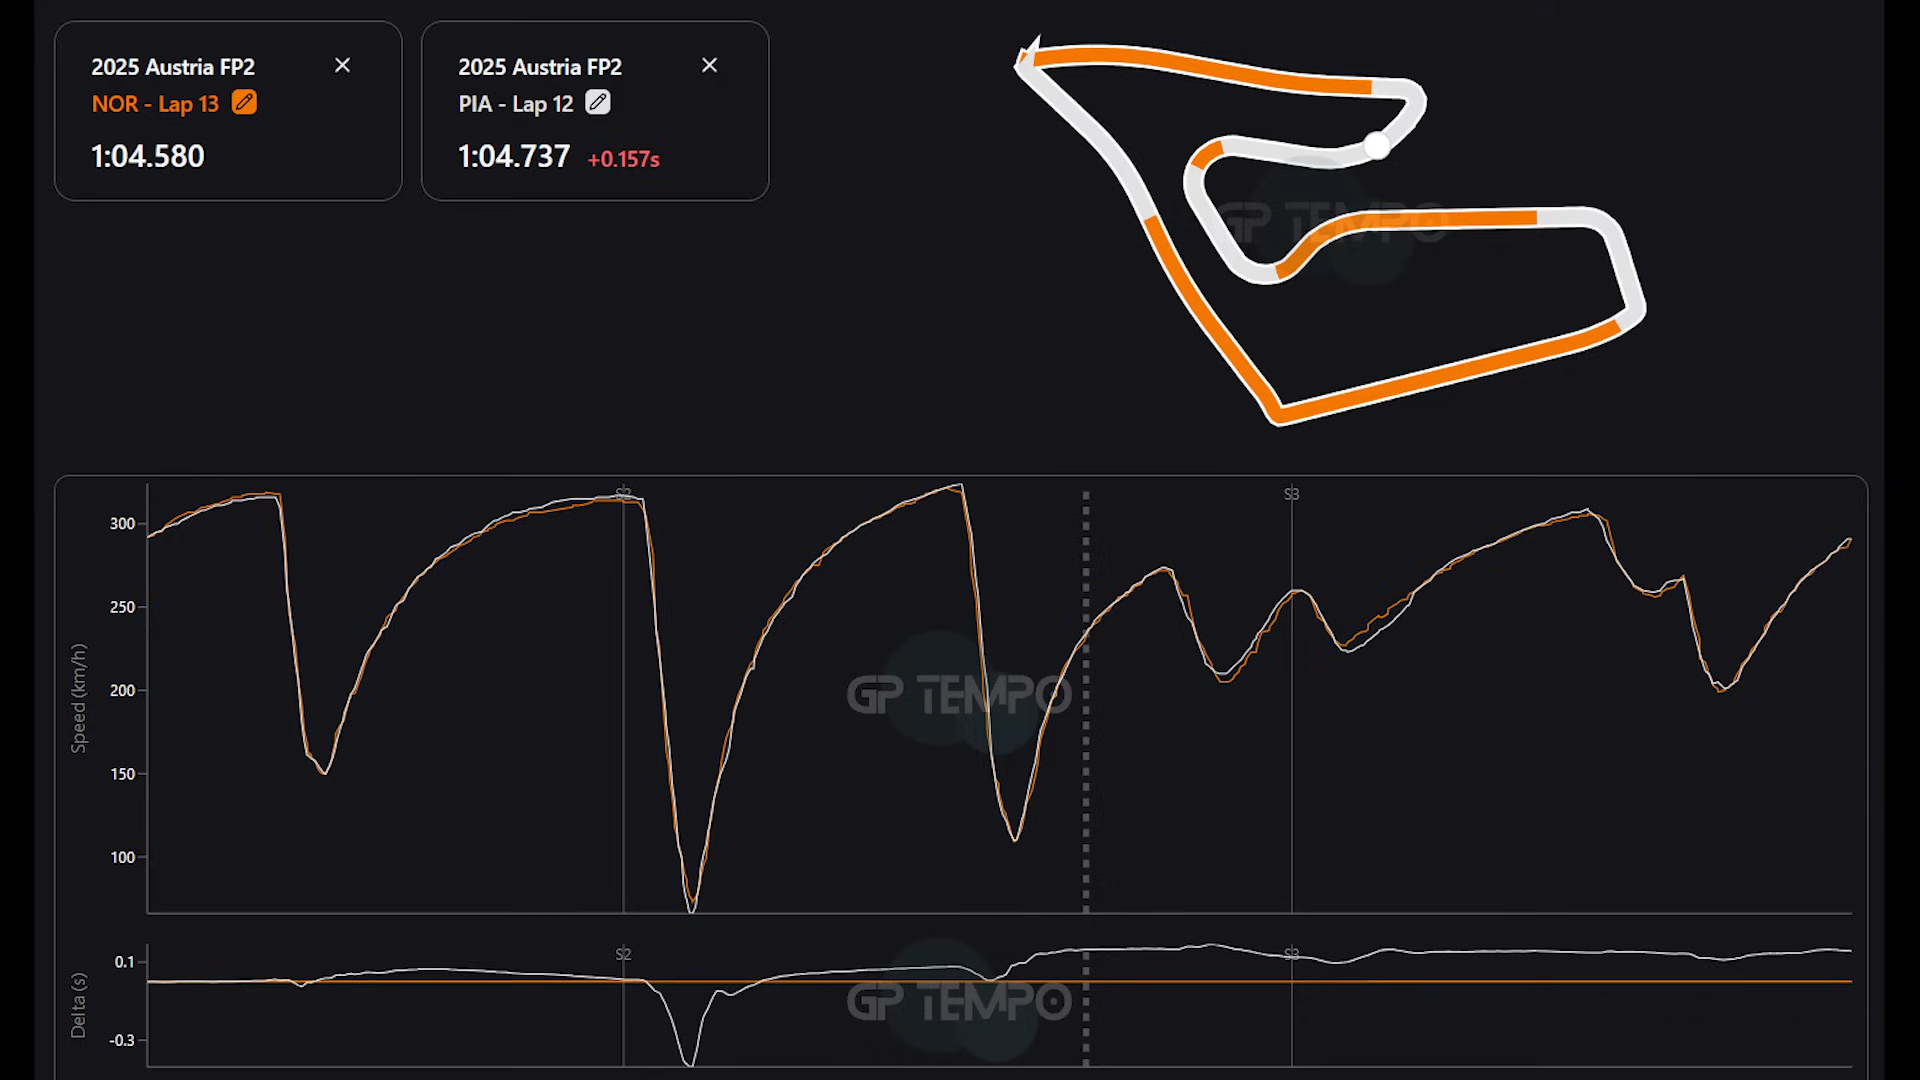 2025 Austria FP2
NOR - Lap 13
1:04.580
2025 Austria FP2
PIA - Lap 12
1:04.737 +0.157s
GP TEMPO
Speed (km/h)
300
250
200
150
100
S2
S3
GP TEMPO
Delta (s)
0.1
-0.3
S2
S3
GP TEMPO